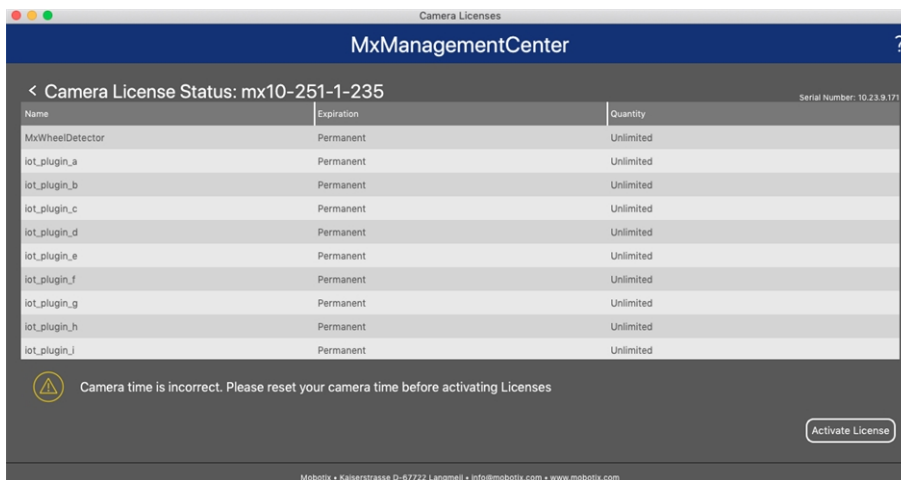 Camera Licenses
MxManagementCenter ?
< Camera License Status: mx10-251-1-235
Serial Number: 10.23.9.171
Name Expiration Quantity
MxWheelDetector Permanent Unlimited
iot_plugin_a Permanent Unlimited
iot_plugin_b Permanent Unlimited
iot_plugin_c Permanent Unlimited
iot_plugin_d Permanent Unlimited
iot_plugin_e Permanent Unlimited
iot_plugin_f Permanent Unlimited
iot_plugin_g Permanent Unlimited
iot_plugin_h Permanent Unlimited
iot_plugin_i Permanent Unlimited
Camera time is incorrect. Please reset your camera time before activating Licenses
Activate License
Mobotix • Kaiserstrasse D-67722 Langmeil • info@mobotix.com • www.mobotix.com